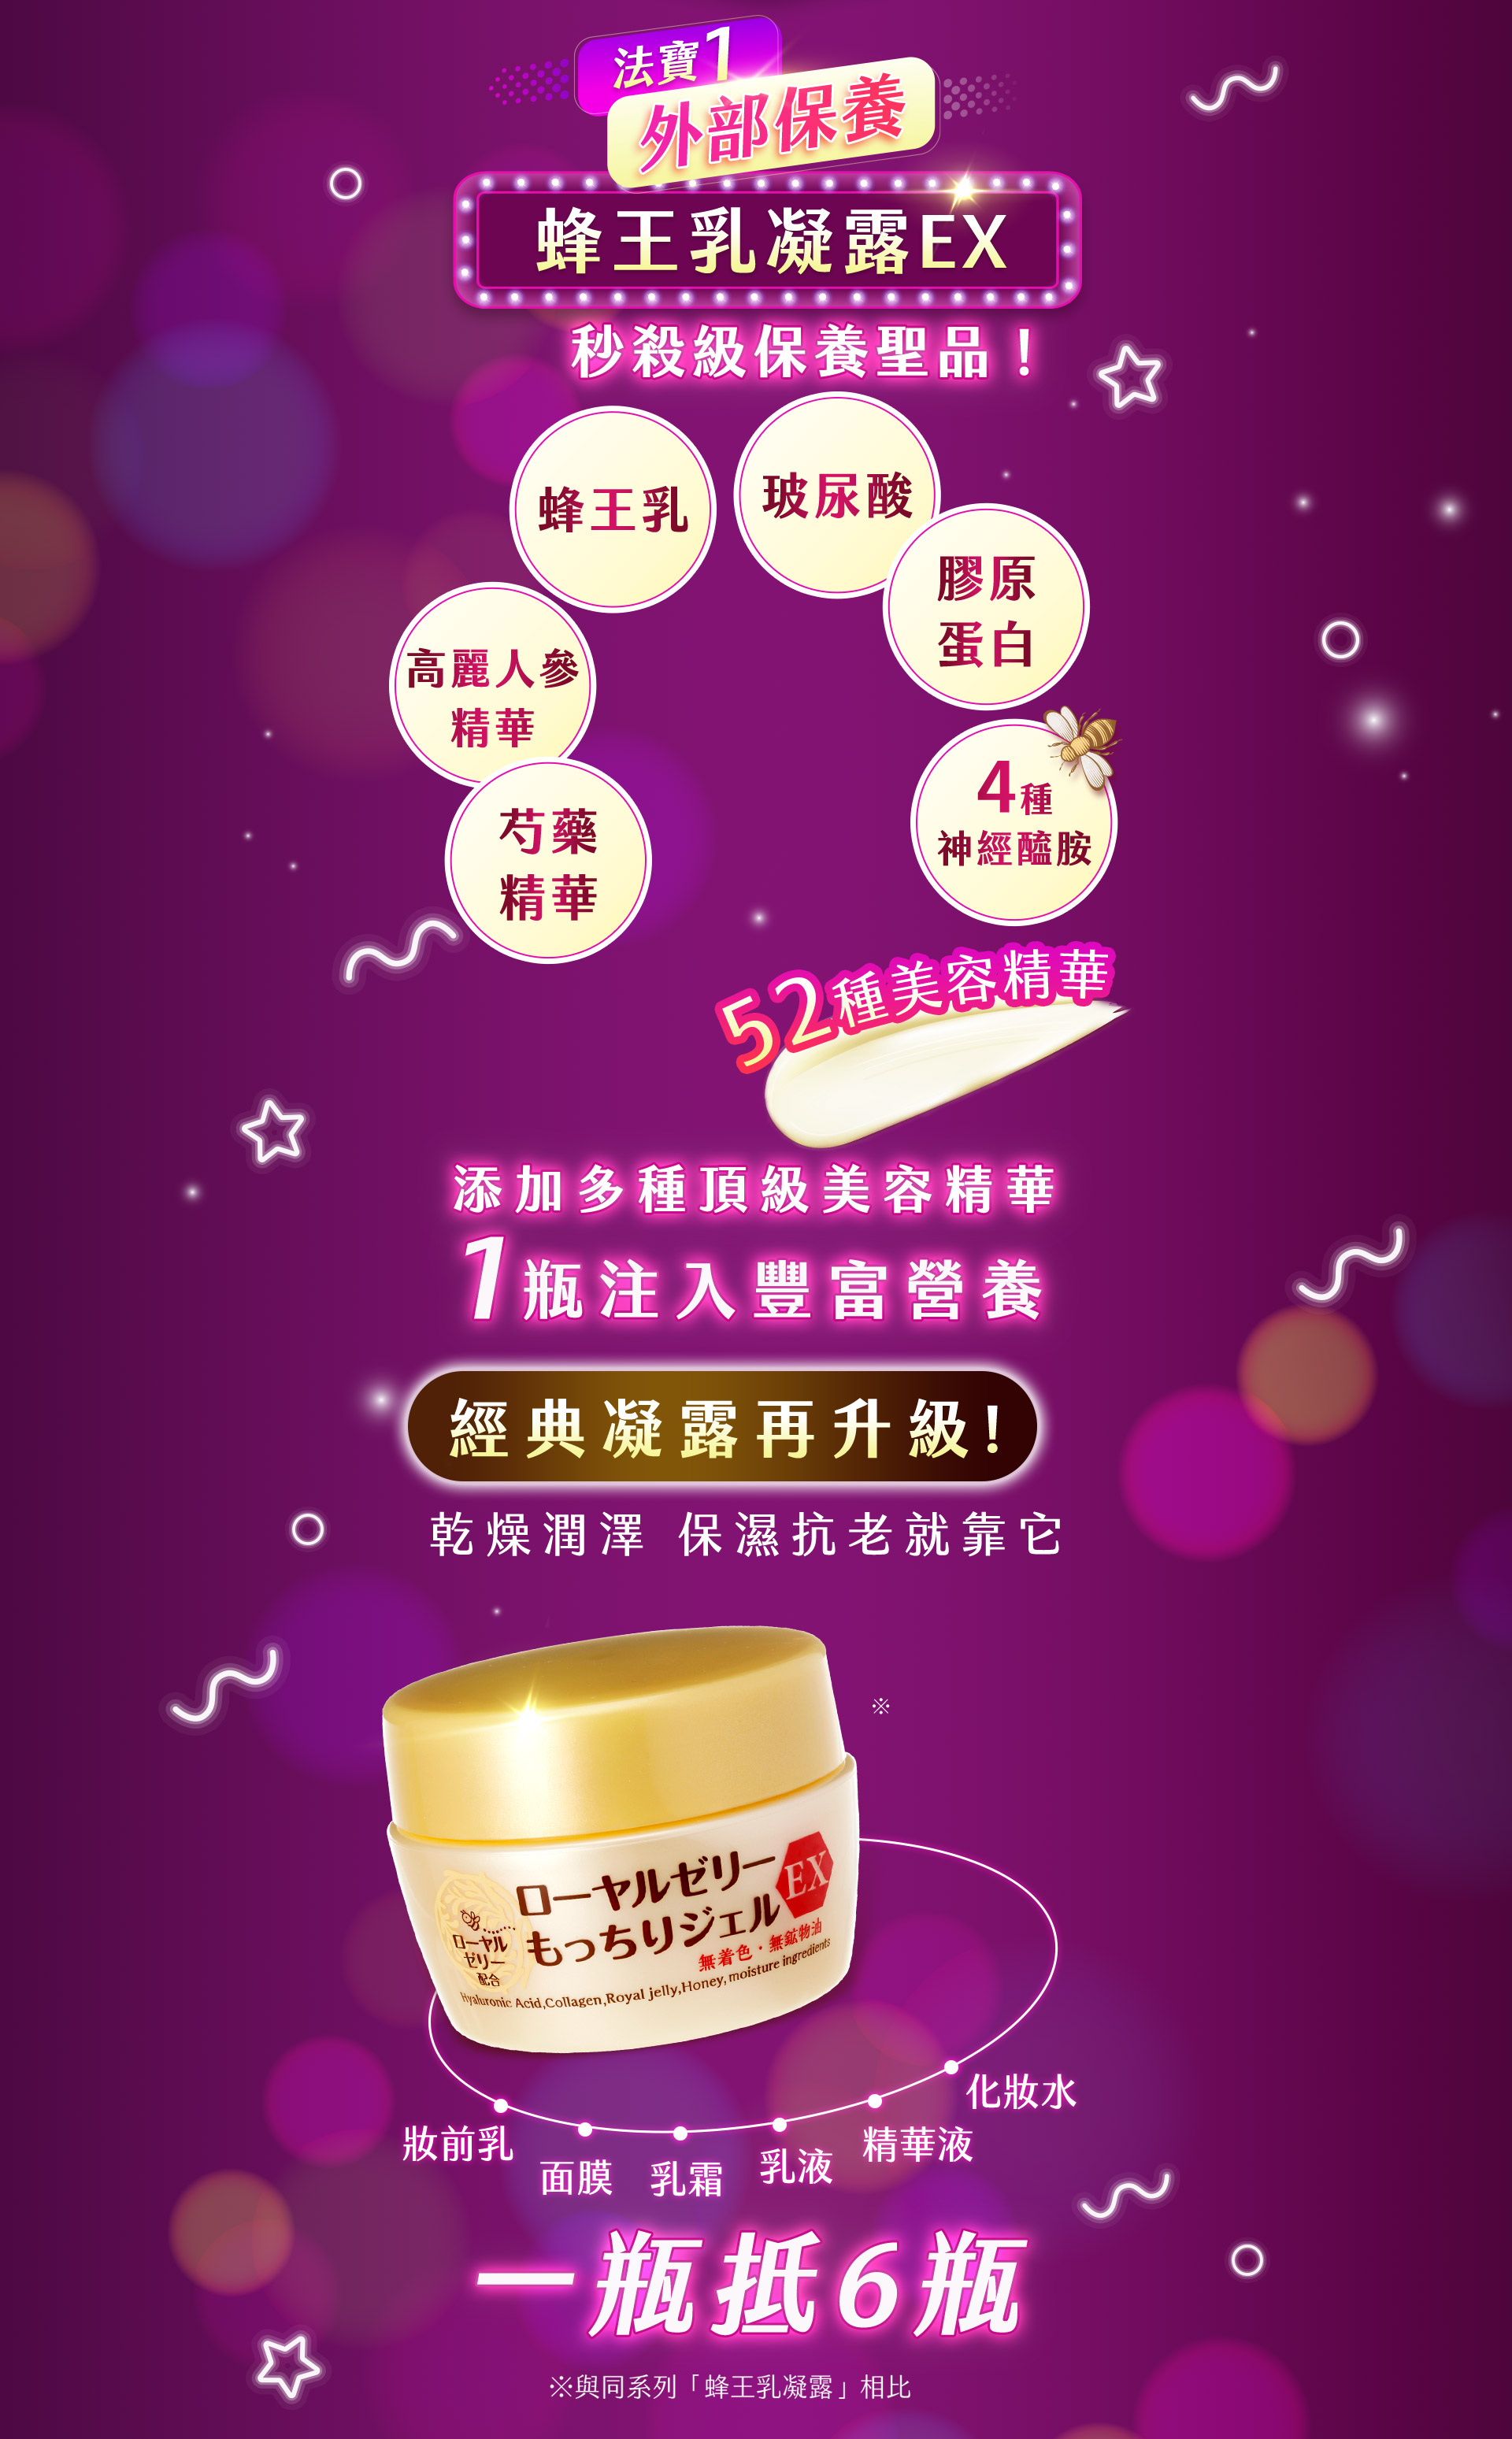 法寶1
外部保養
蜂王乳凝露EX
秒殺級保養聖品！
蜂王乳
玻尿酸
膠原
蛋白
高麗人參
精華
4種
神經醯胺
芍藥
精華
52種美容精華
添加多種頂級美容精華
1瓶注入豐富營養
經典凝露再升級!
乾燥潤澤 保濕抗老就靠它
※
ローヤルゼリー
もっちりジェル
EX
ローヤル
ゼリー
配合
無着色・無鉱物油
Hyaluronic Acid,Collagen,Royal jelly,Honey, moisture ingredients
化妝水
妝前乳
精華液
面膜
乳霜
乳液
一瓶抵6瓶
※與同系列「蜂王乳凝露」相比